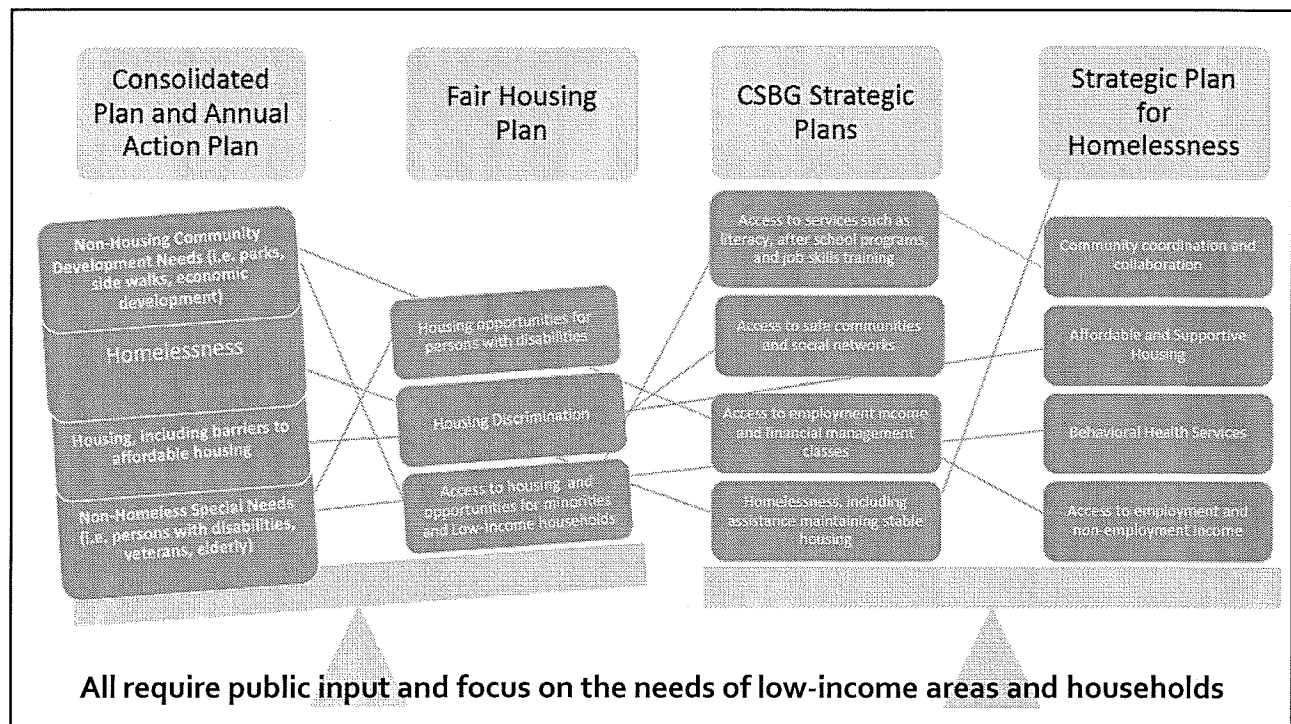 Consolidated
Plan and Annual
Action Plan
Fair Housing
Plan
CSBG Strategic
Plans
Strategic Plan
for
Homelessness
Non-Housing Community
Development Needs (i.e. parks,
side walks, economic
development)
Homelessness
Housing, including barriers to
affordable housing
Non-Homeless Special Needs
(i.e. persons with disabilities,
veterans, elderly)
Housing opportunities for
persons with disabilities
Housing Discrimination
Access to housing and
opportunities for minorities
and Low-Income households
Access to services such as
literacy, after school programs,
and job skills training
Access to safe communities
and social networks
Access to employment income
and financial management
classes
Homelessness, including
assistance maintaining stable
housing
Community coordination and
collaboration
Affordable and Supportive
Housing
Behavioral Health Services
Access to employment and
non-employment income
All require public input and focus on the needs of low-income areas and households